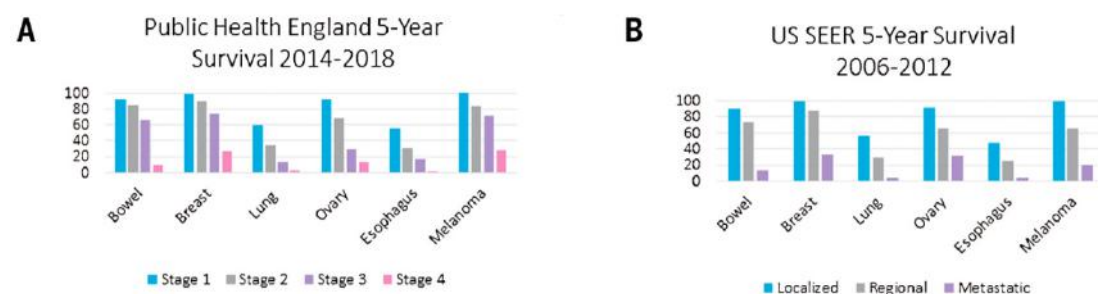 A
Public Health England 5-Year
Survival 2014-2018
100
80
60
40
20
0
Bowel
Breast
Lung
Ovary
Esophagus
Melanoma
Stage 1
Stage 2
Stage 3
Stage 4
B
US SEER 5-Year Survival
2006-2012
100
80
60
40
20
0
Bowel
Breast
Lung
Ovary
Esophagus
Melanoma
Localized
Regional
Metastatic